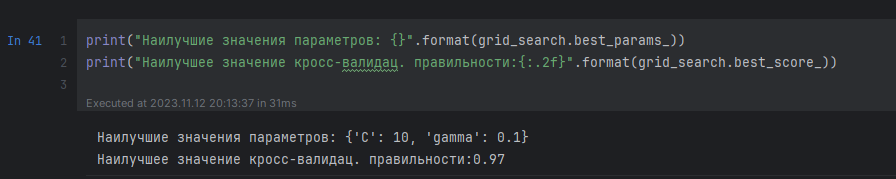 In 41
1 print("Наилучшие значения параметров: {}".format(grid_search.best_params_))
2 print("Наилучшее значение кросс-валидац. правильности:{:.2f}".format(grid_search.best_score_))
3
Executed at 2023.11.12 20:13:37 in 31ms
Наилучшие значения параметров: {'C': 10, 'gamma': 0.1}
Наилучшее значение кросс-валидац. правильности:0.97